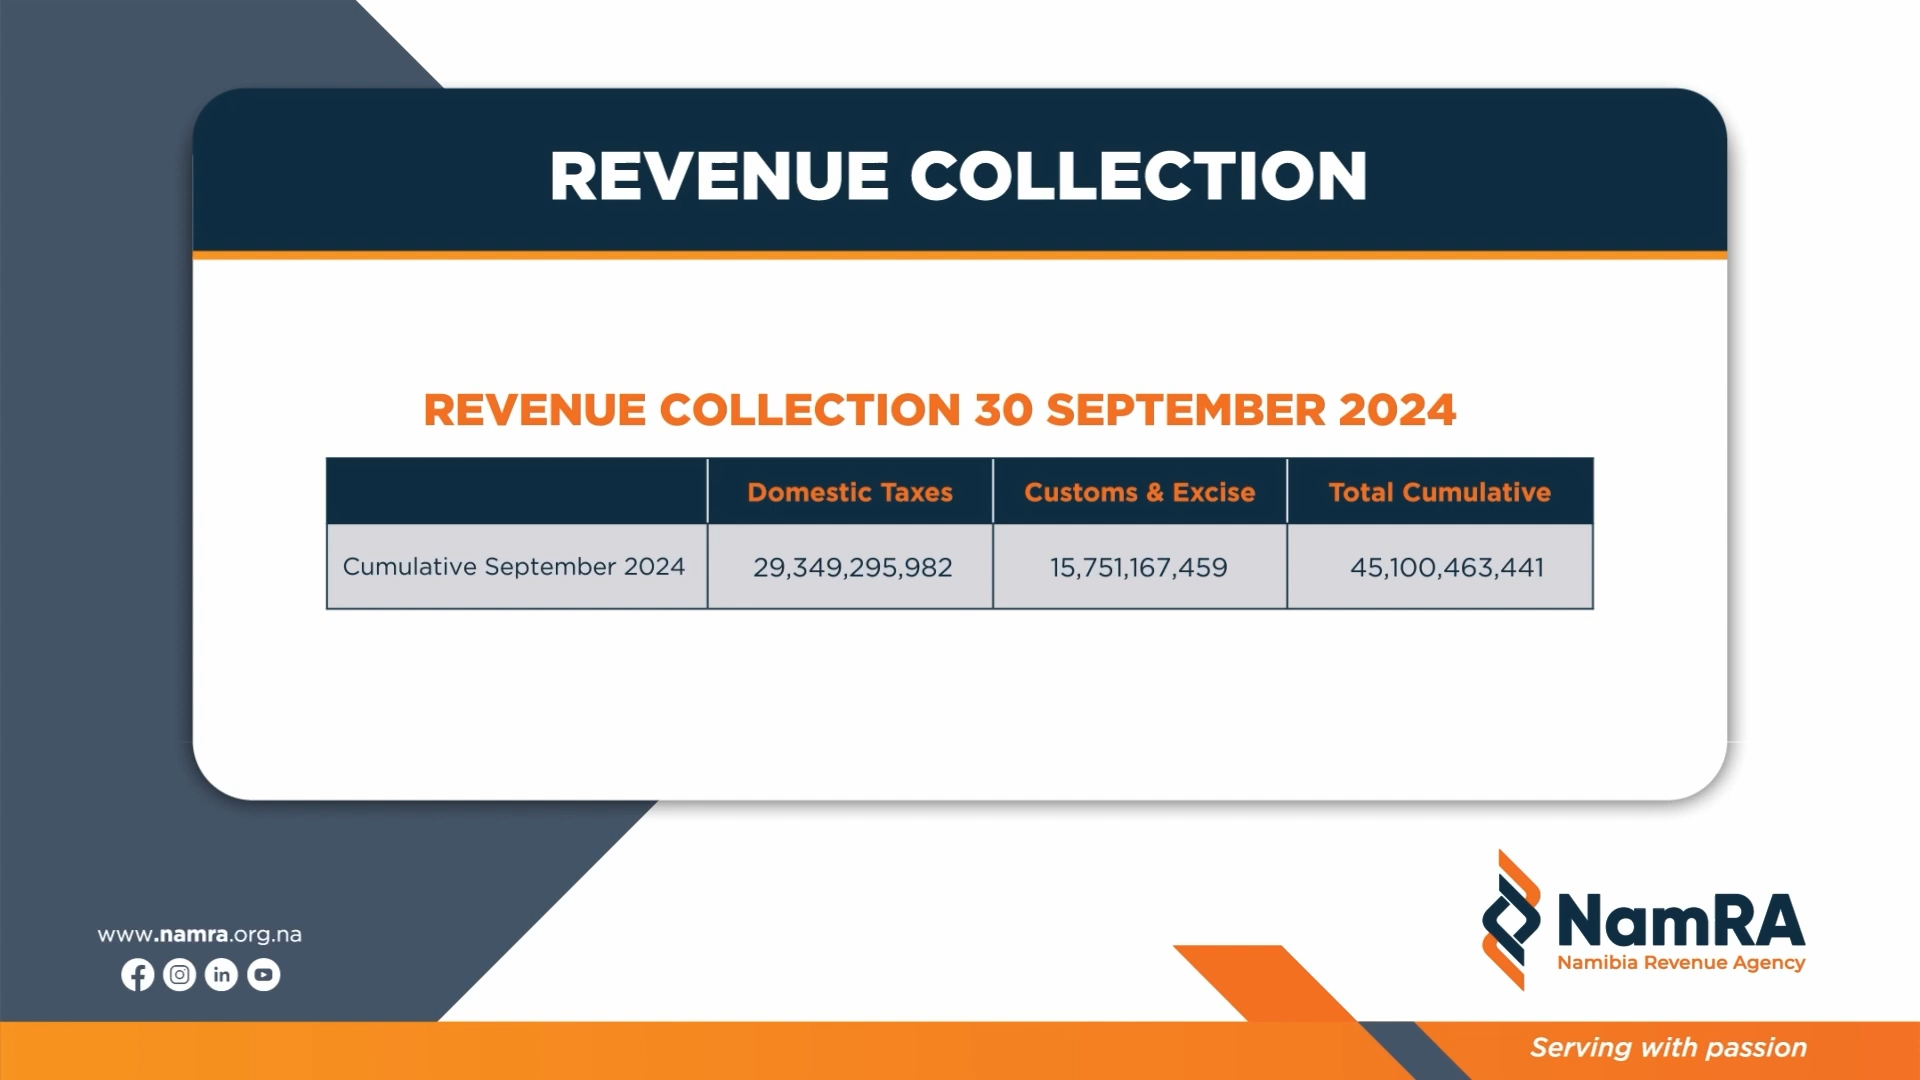 REVENUE COLLECTION
REVENUE COLLECTION 30 SEPTEMBER 2024
Domestic Taxes Customs & Excise Total Cumulative
Cumulative September 2024 29,349,295,982 15,751,167,459 45,100,463,441
www.namra.org.na
NamRA
Namibia Revenue Agency
Serving with passion